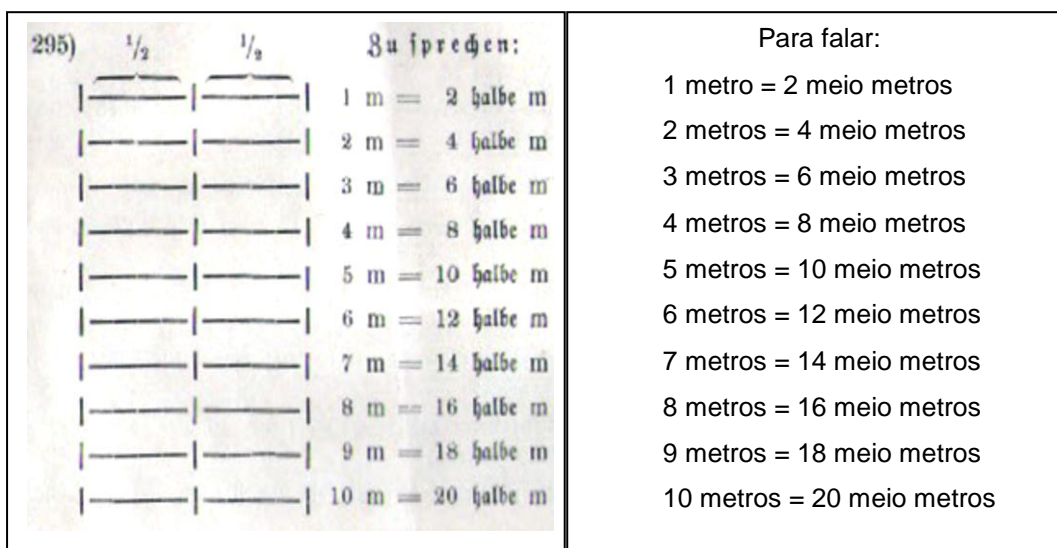 295) 1/2 1/2 Zu sprechen:
1 m = 2 halbe m
2 m = 4 halbe m
3 m = 6 halbe m
4 m = 8 halbe m
5 m = 10 halbe m
6 m = 12 halbe m
7 m = 14 halbe m
8 m = 16 halbe m
9 m = 18 halbe m
10 m = 20 halbe m
Para falar:
1 metro = 2 meio metros
2 metros = 4 meio metros
3 metros = 6 meio metros
4 metros = 8 meio metros
5 metros = 10 meio metros
6 metros = 12 meio metros
7 metros = 14 meio metros
8 metros = 16 meio metros
9 metros = 18 meio metros
10 metros = 20 meio metros